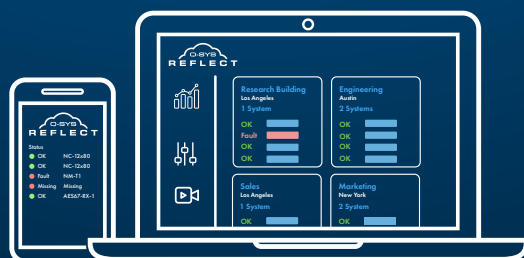 Q-SYS
REFLECT
Status
OK NC-12x80
OK NC-12x80
Fault NM-T1
Missing Missing
OK AES67-RX-1
Q-SYS
REFLECT
Research Building
Los Angeles
1 System
OK
Fault
OK
OK
Engineering
Austin
2 Systems
OK
OK
OK
OK
Sales
Los Angeles
1 System
OK
Marketing
New York
2 System
OK